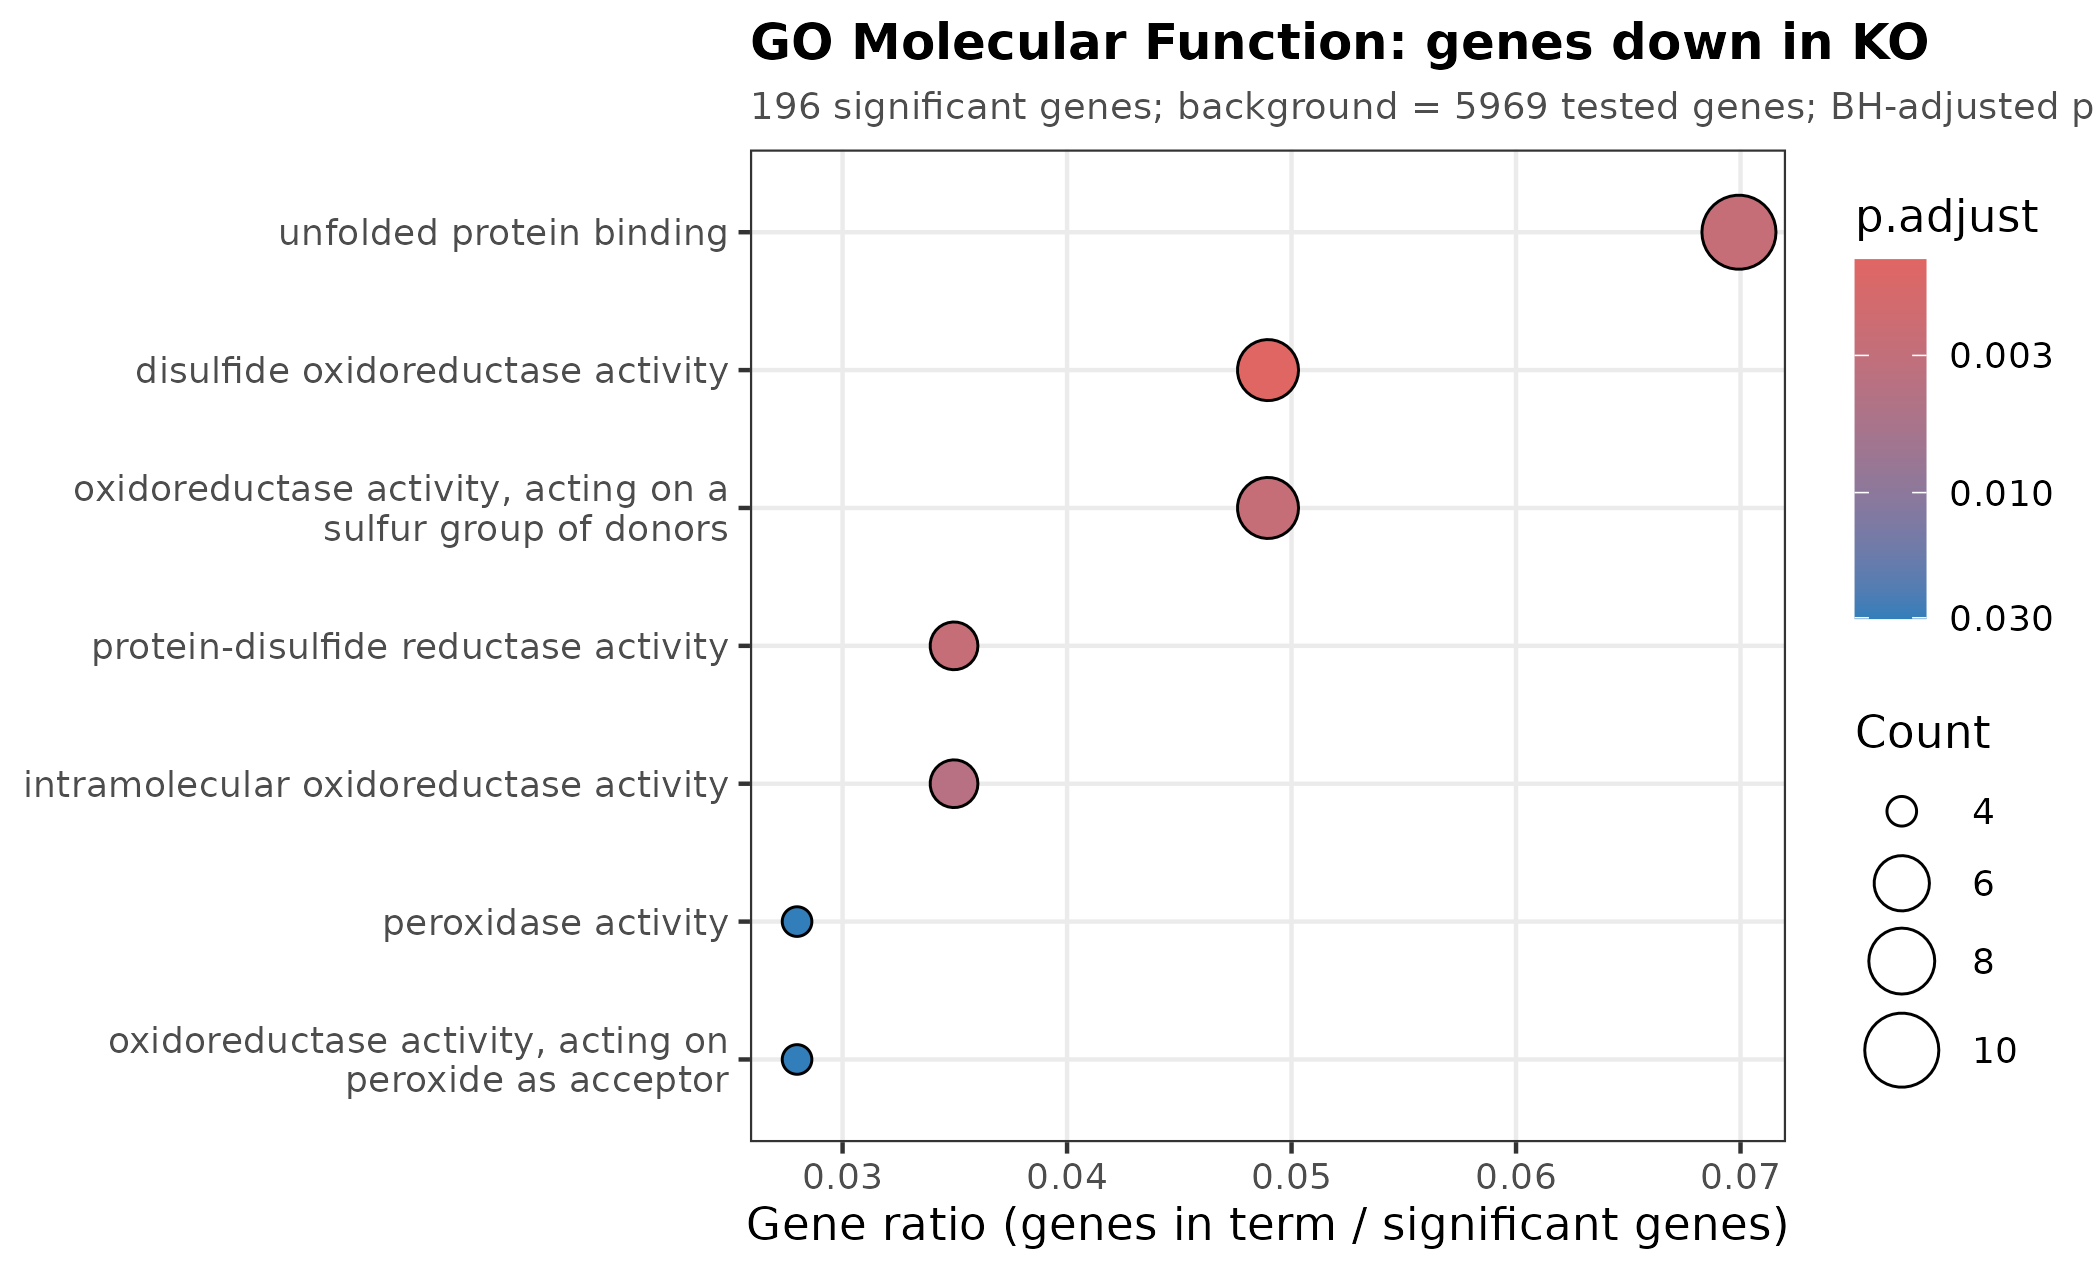 GO Molecular Function: genes down in KO
196 significant genes; background = 5969 tested genes; BH-adjusted p
unfolded protein binding
disulfide oxidoreductase activity
oxidoreductase activity, acting on a
sulfur group of donors
protein-disulfide reductase activity
intramolecular oxidoreductase activity
peroxidase activity
oxidoreductase activity, acting on
peroxide as acceptor
0.03 0.04 0.05 0.06 0.07
Gene ratio (genes in term / significant genes)
p.adjust
0.003
0.010
0.030
Count
4
6
8
10